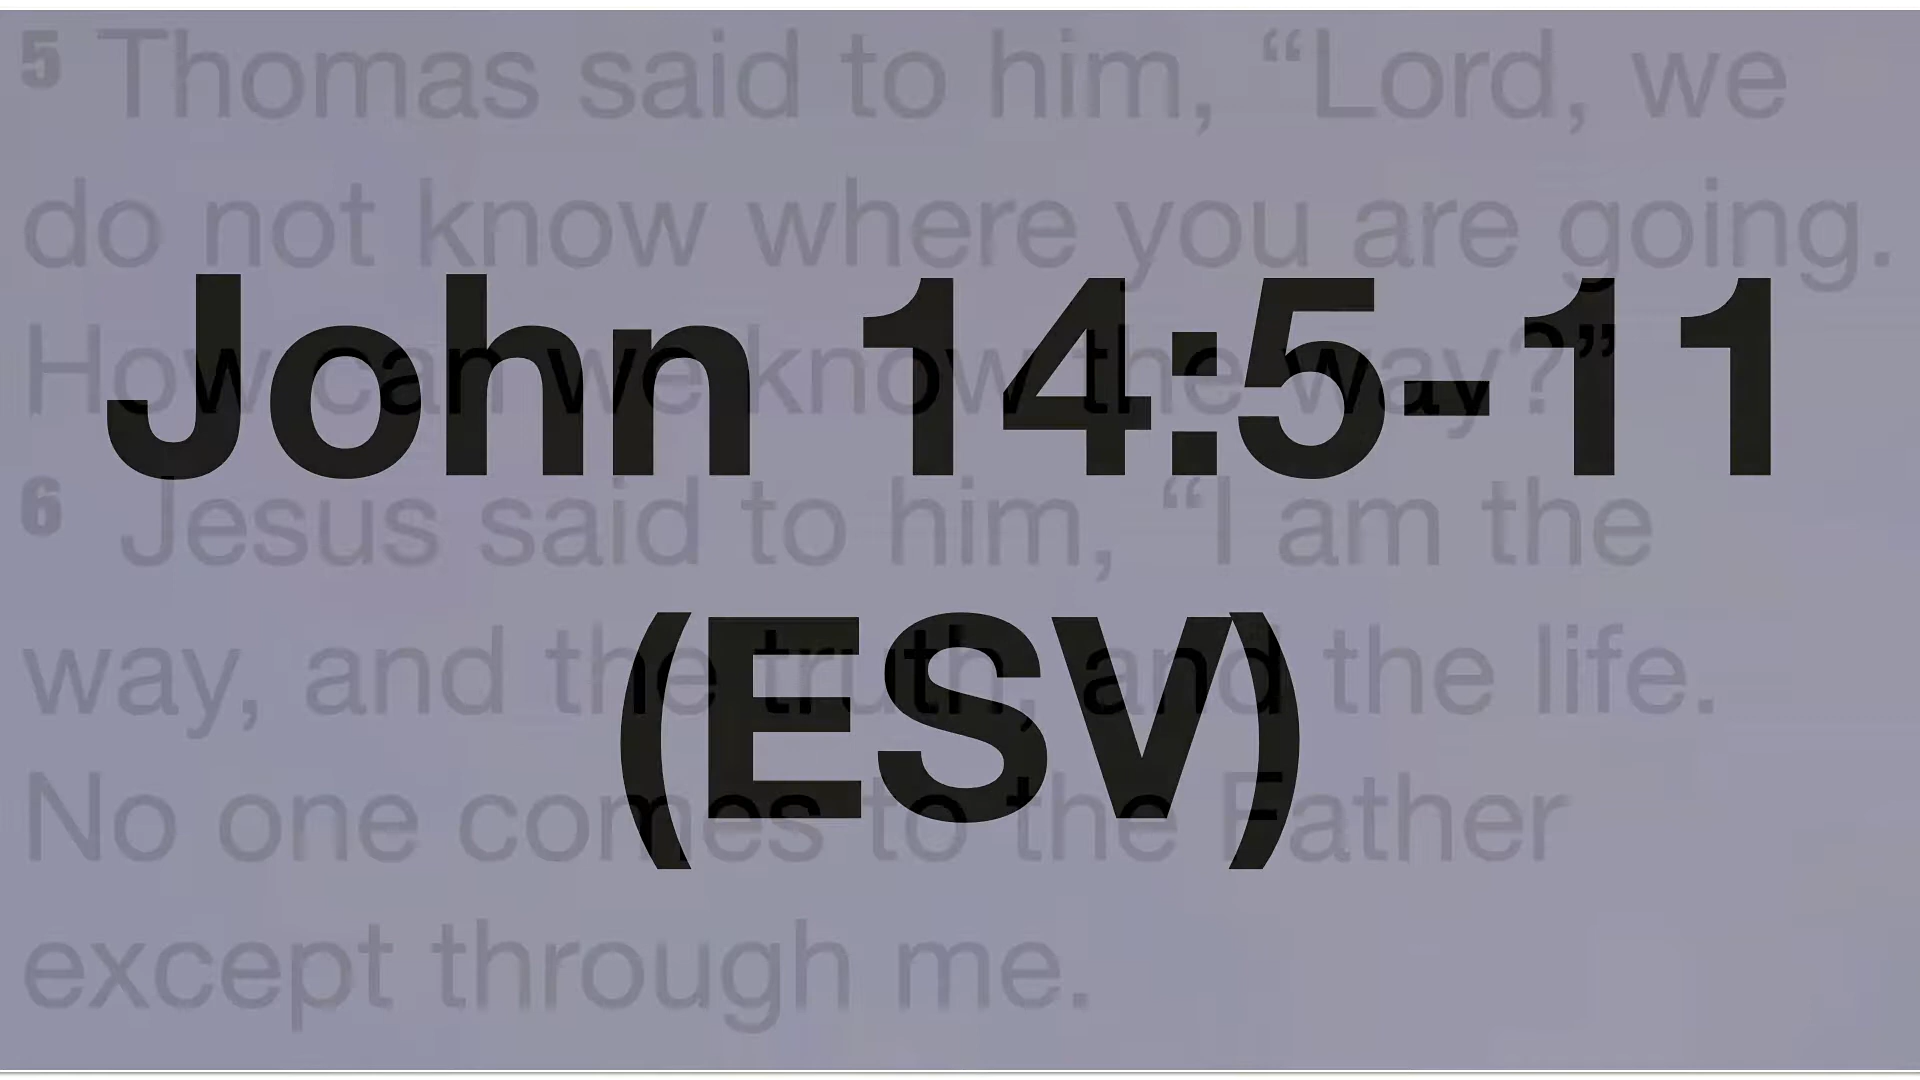 5 Thomas said to him, “Lord, we
do not know where you are going.
How can we know the way?”
John 14:5-11
6 Jesus said to him, “I am the
way, and the truth, and the life.
(ESV)
No one comes to the Father
except through me.